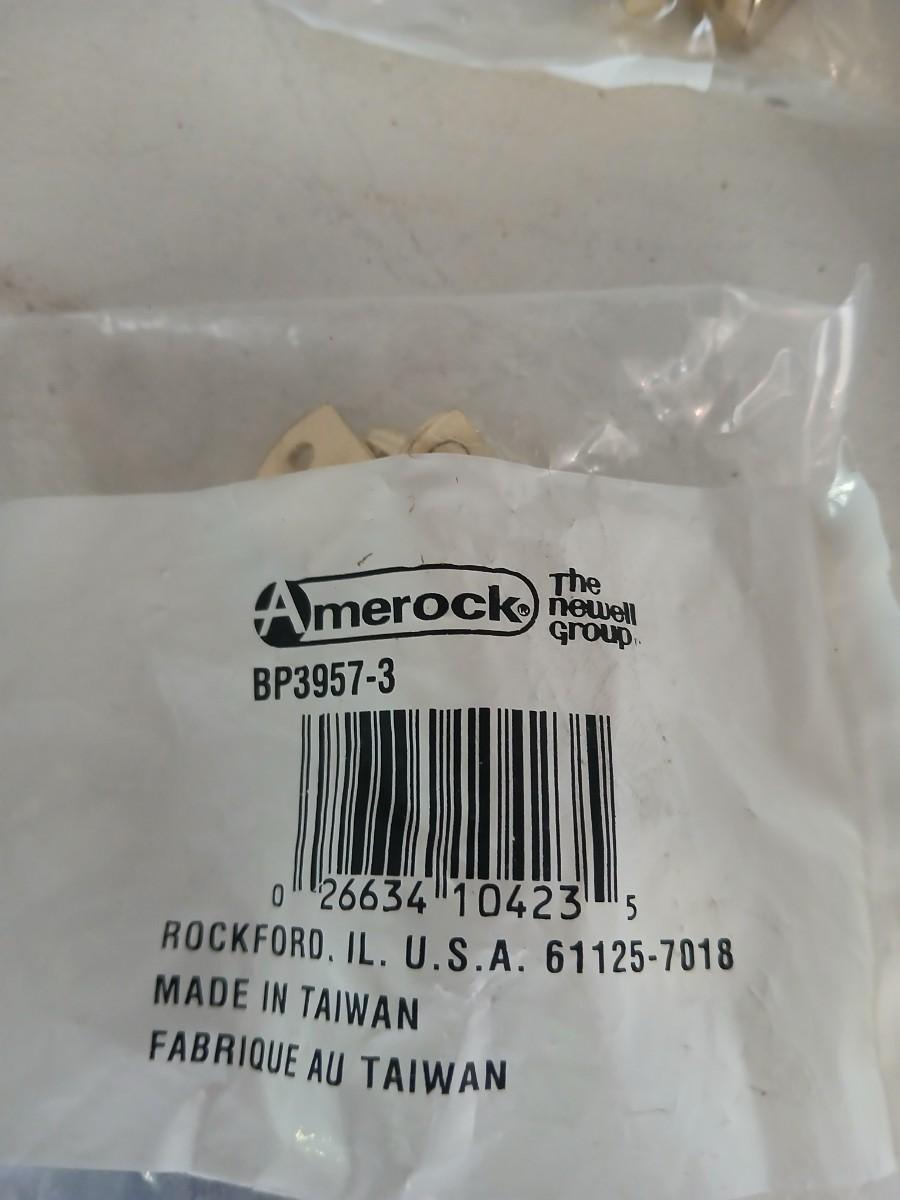 Amerock® The newell group.
BP3957-3
0 26634 10423 5
ROCKFORD. IL. U.S.A. 61125-7018
MADE IN TAIWAN
FABRIQUE AU TAIWAN